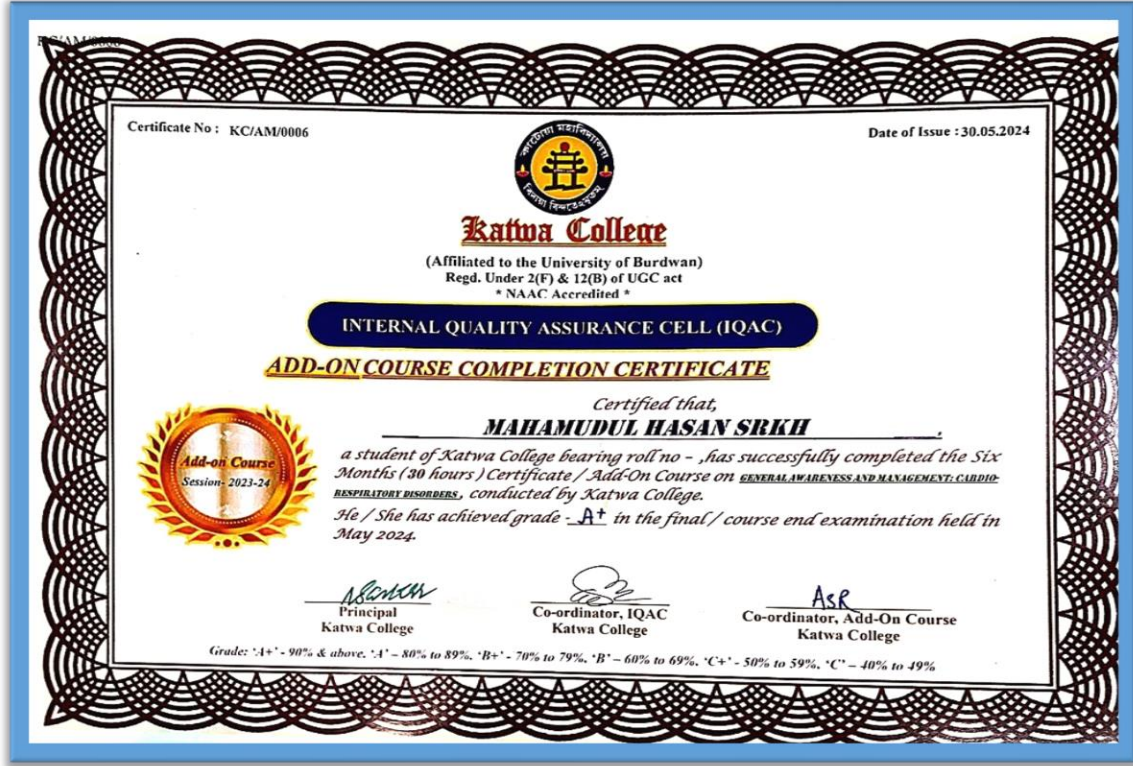 Certificate No : KC/AM/0006
Date of Issue : 30.05.2024
কাটোয়া মহাবিদ্যালয়
Katwa College
(Affiliated to the University of Burdwan)
Regd. Under 2(F) & 12(B) of UGC act
* NAAC Accredited *
INTERNAL QUALITY ASSURANCE CELL (IQAC)
ADD-ON COURSE COMPLETION CERTIFICATE
Certified that,
MAHAMUDUL HASAN SRKH
Add-on Course
Session- 2023-24
a student of Katwa College bearing roll no - , has successfully completed the Six
Months (30 hours) Certificate / Add-On Course on GENERAL AWARENESS AND MANAGEMENT: CARDIO-
RESPIRATORY DISORDERS, conducted by Katwa College.
He / She has achieved grade - A+ in the final / course end examination held in
May 2024.
Principal
Katwa College
Co-ordinator, IQAC
Katwa College
ASR
Co-ordinator, Add-On Course
Katwa College
Grade: 'A+' - 90% & above. 'A' – 80% to 89%. 'B+' - 70% to 79%. 'B' – 60% to 69%. 'C+' - 50% to 59%. 'C' – 40% to 49%